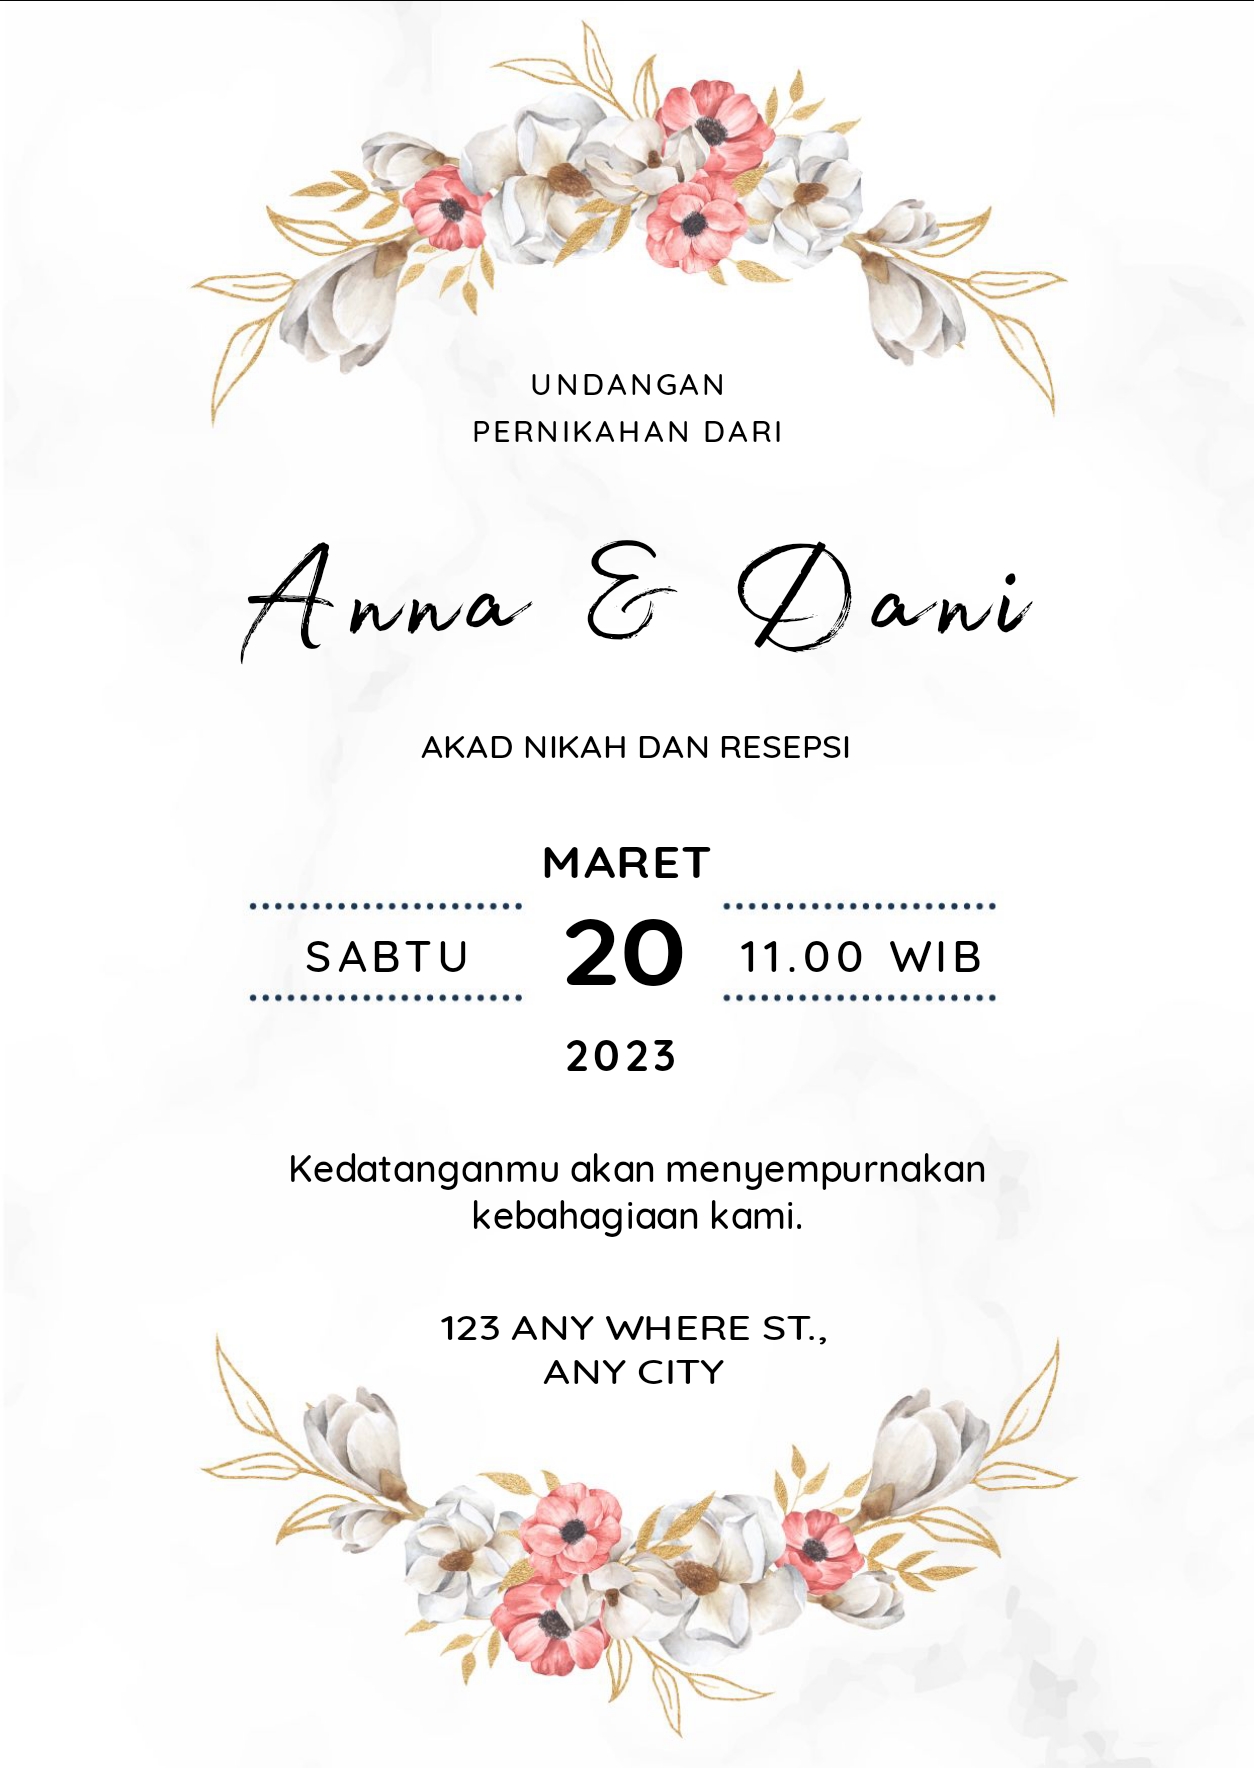 UNDANGAN
PERNIKAHAN DARI
Anna & Dani
AKAD NIKAH DAN RESEPSI
MARET
SABTU 20 11.00 WIB
2023
Kedatanganmu akan menyempurnakan
kebahagiaan kami.
123 ANY WHERE ST.,
ANY CITY